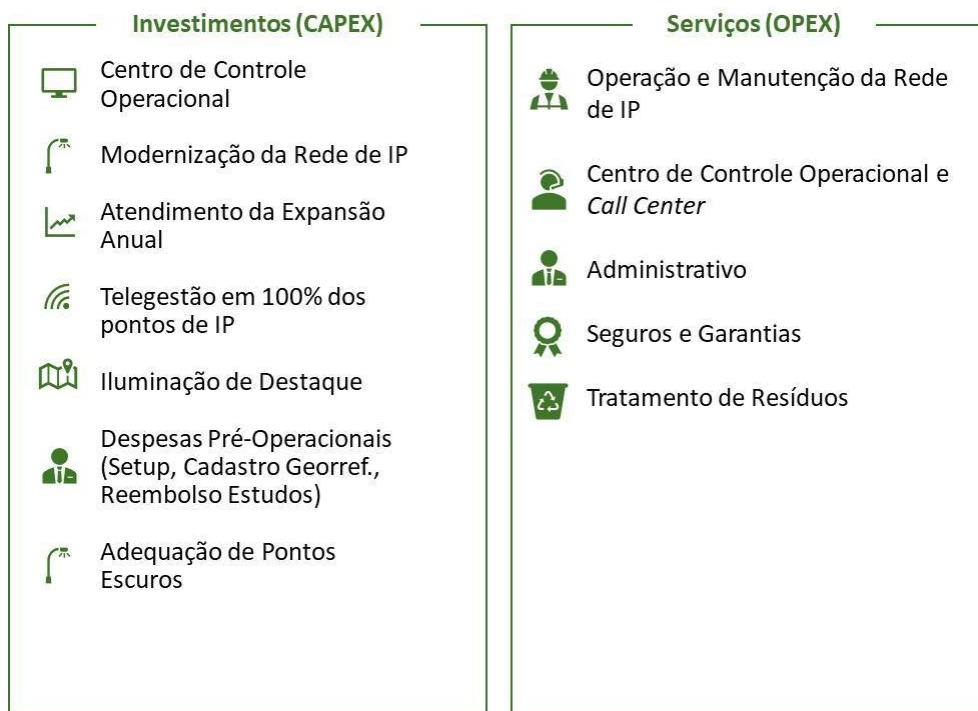 Investimentos (CAPEX)
Centro de Controle
Operacional
Modernização da Rede de IP
Atendimento da Expansão
Anual
Telegestão em 100% dos
pontos de IP
Iluminação de Destaque
Despesas Pré-Operacionais
(Setup, Cadastro Georref.,
Reembolso Estudos)
Adequação de Pontos
Escuros
Serviços (OPEX)
Operação e Manutenção da Rede
de IP
Centro de Controle Operacional e
Call Center
Administrativo
Seguros e Garantias
Tratamento de Resíduos